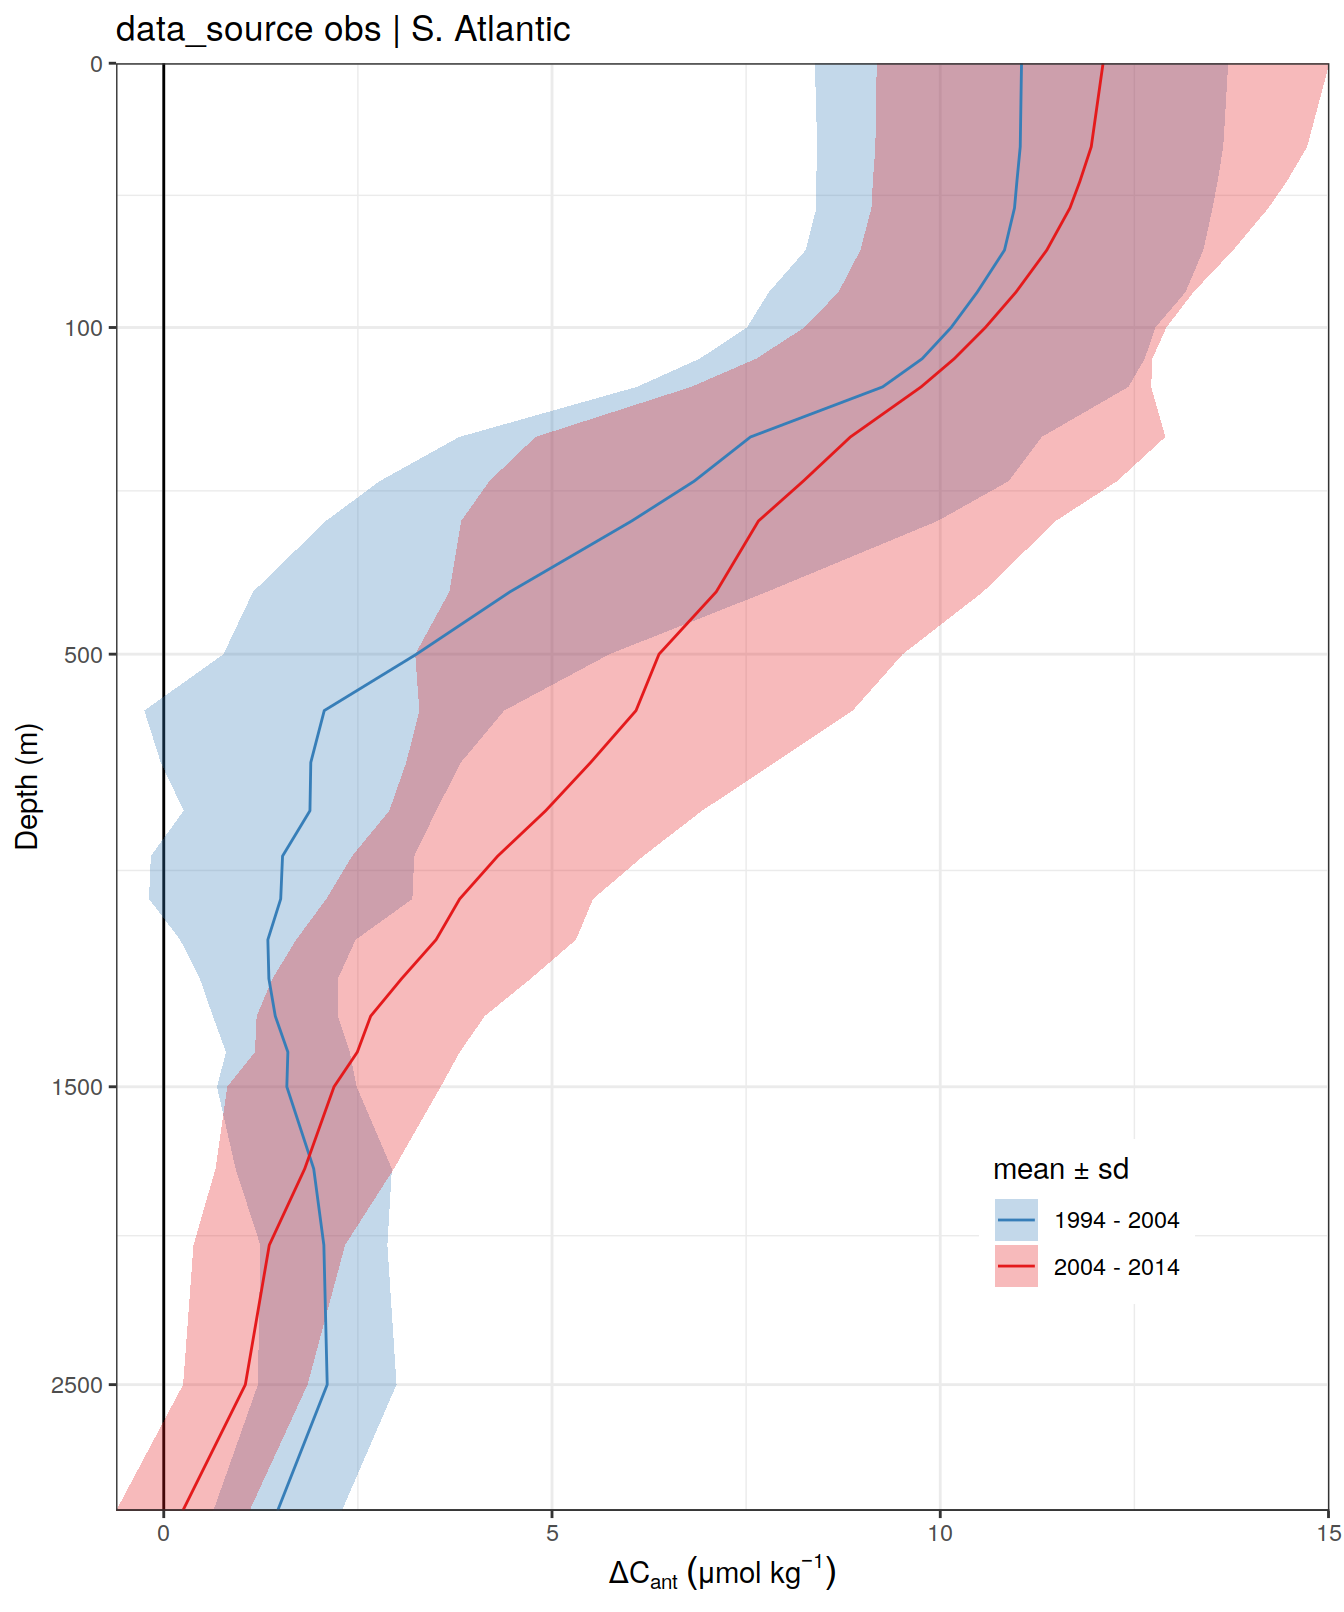 data_source obs | S. Atlantic
0
100
500
1500
2500
Depth (m)
mean ± sd
1994 - 2004
2004 - 2014
0 5 10 15
ΔCant (μmol kg⁻¹)